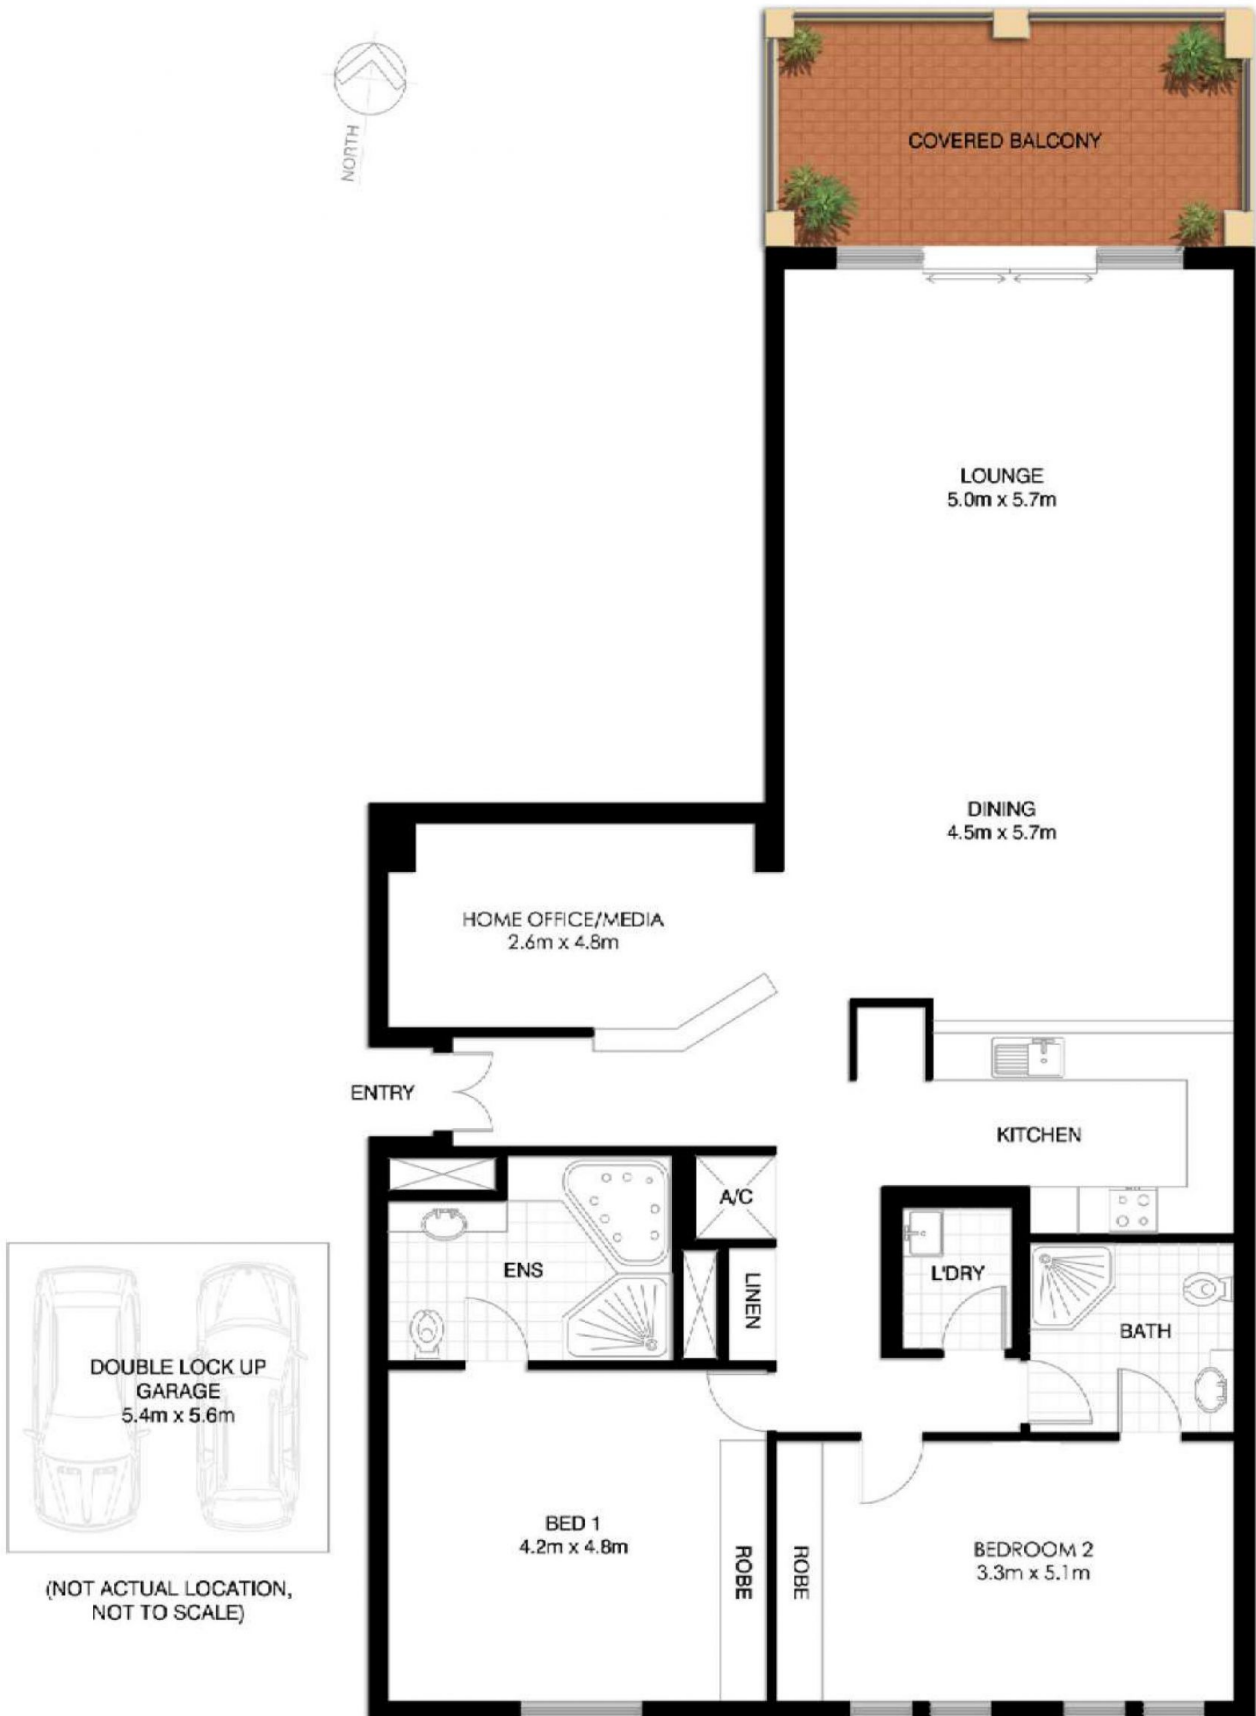 NORTH
COVERED BALCONY
LOUNGE
5.0m x 5.7m
DINING
4.5m x 5.7m
HOME OFFICE/MEDIA
2.6m x 4.8m
ENTRY
KITCHEN
A/C
ENS
LINEN
L'DRY
BATH
DOUBLE LOCK UP
GARAGE
5.4m x 5.6m
(NOT ACTUAL LOCATION,
NOT TO SCALE)
BED 1
4.2m x 4.8m
ROBE
ROBE
BEDROOM 2
3.3m x 5.1m